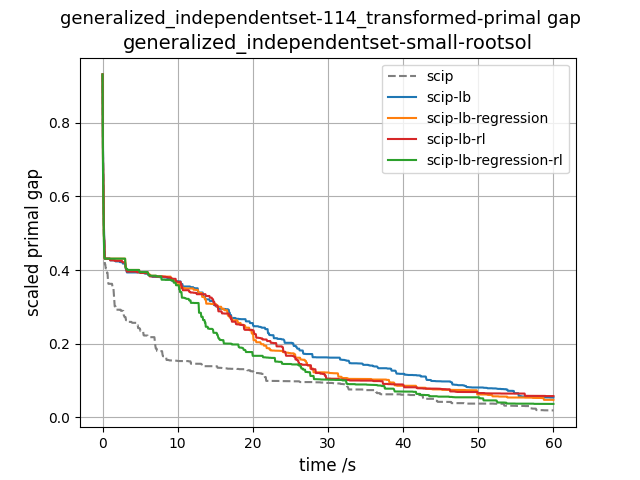 generalized_independentset-114_transformed-primal gap
generalized_independentset-small-rootsol
scaled primal gap
0.8
0.6
0.4
0.2
0.0
scip
scip-lb
scip-lb-regression
scip-lb-rl
scip-lb-regression-rl
0 10 20 30 40 50 60
time /s